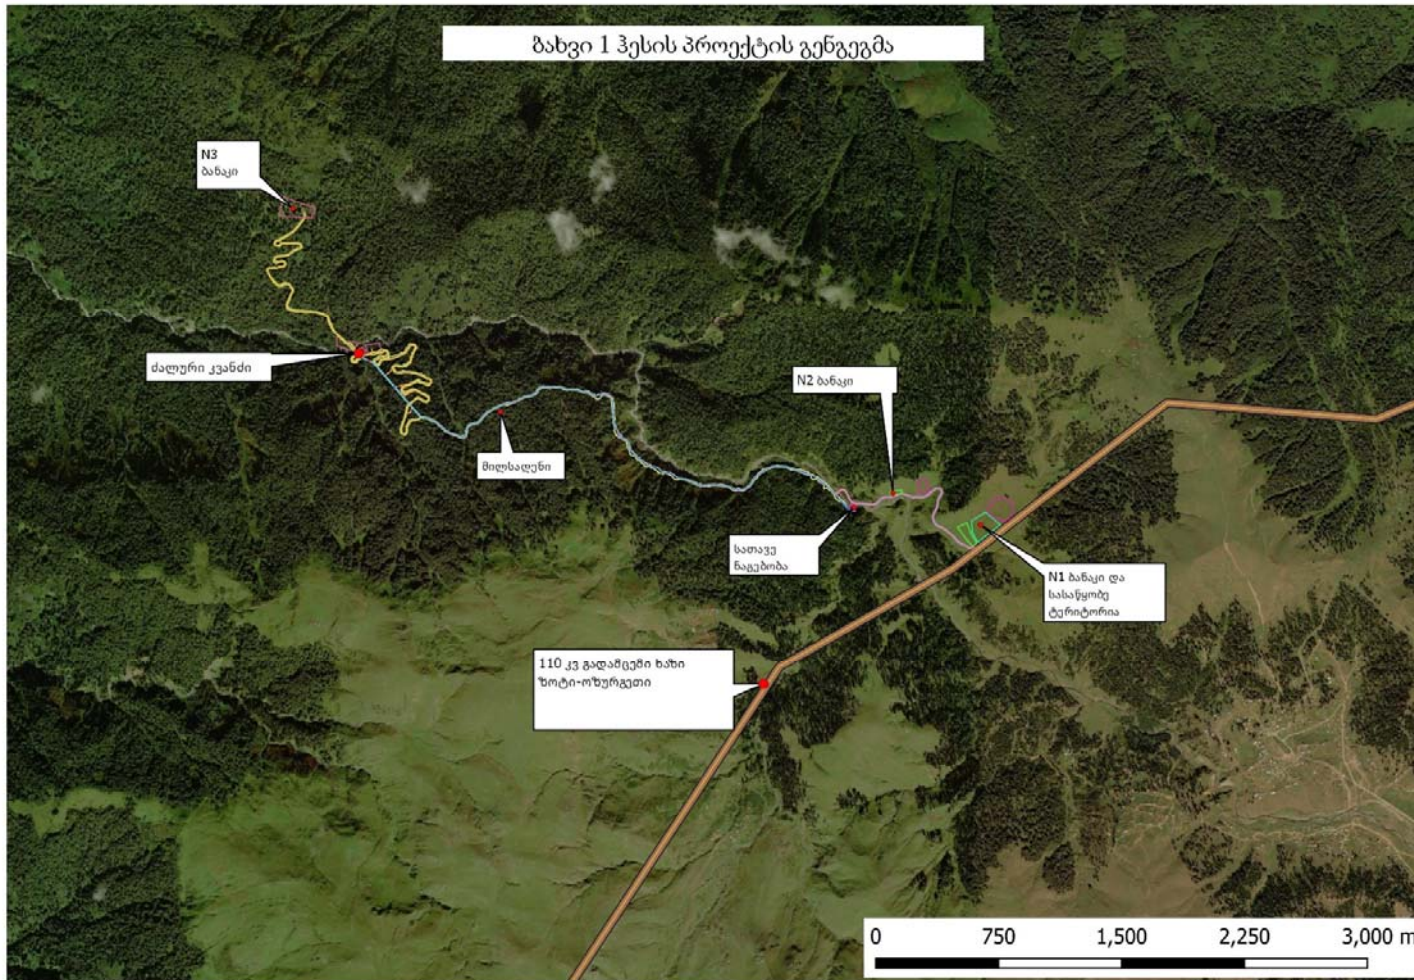 ბახვი 1 ჰესის პროექტის გენგეგმა
N3
ბანაკი
ძალური კვანძი
მილსადენი
N2 ბანაკი
სათავე
ნაგებობა
N1 ბანაკი და
სასაწყობე
ტერიტორია
110 კვ გადამცემი ხაზი
ზოტი-ოზურგეთი
0 750 1,500 2,250 3,000 m